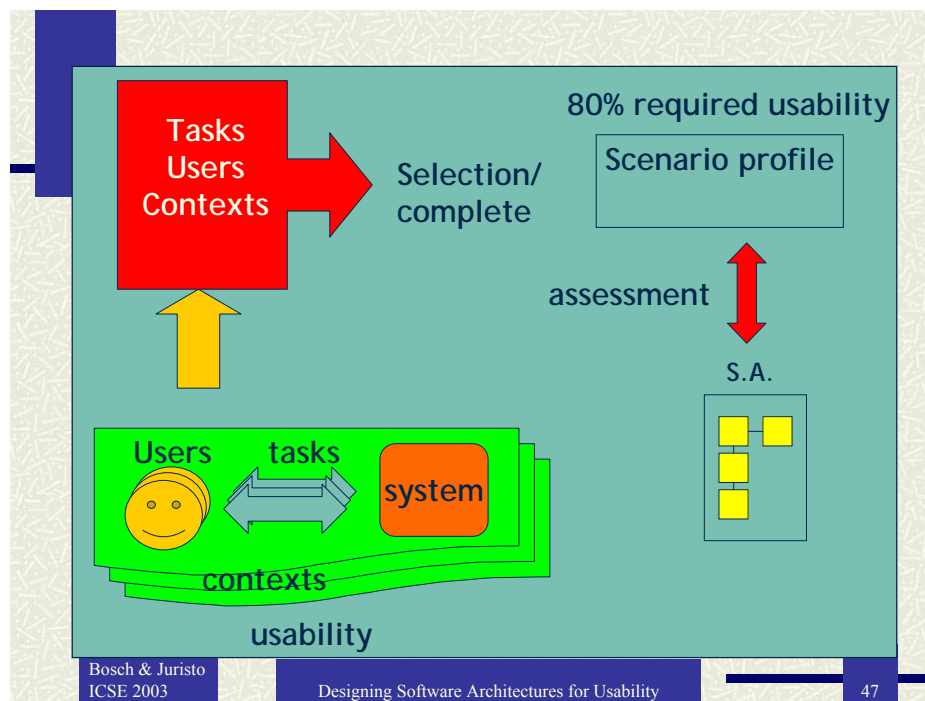 80% required usability
Tasks
Users
Contexts
Selection/
complete
Scenario profile
assessment
S.A.
Users
tasks
system
contexts
usability
Bosch & Juristo
ICSE 2003
Designing Software Architectures for Usability
47